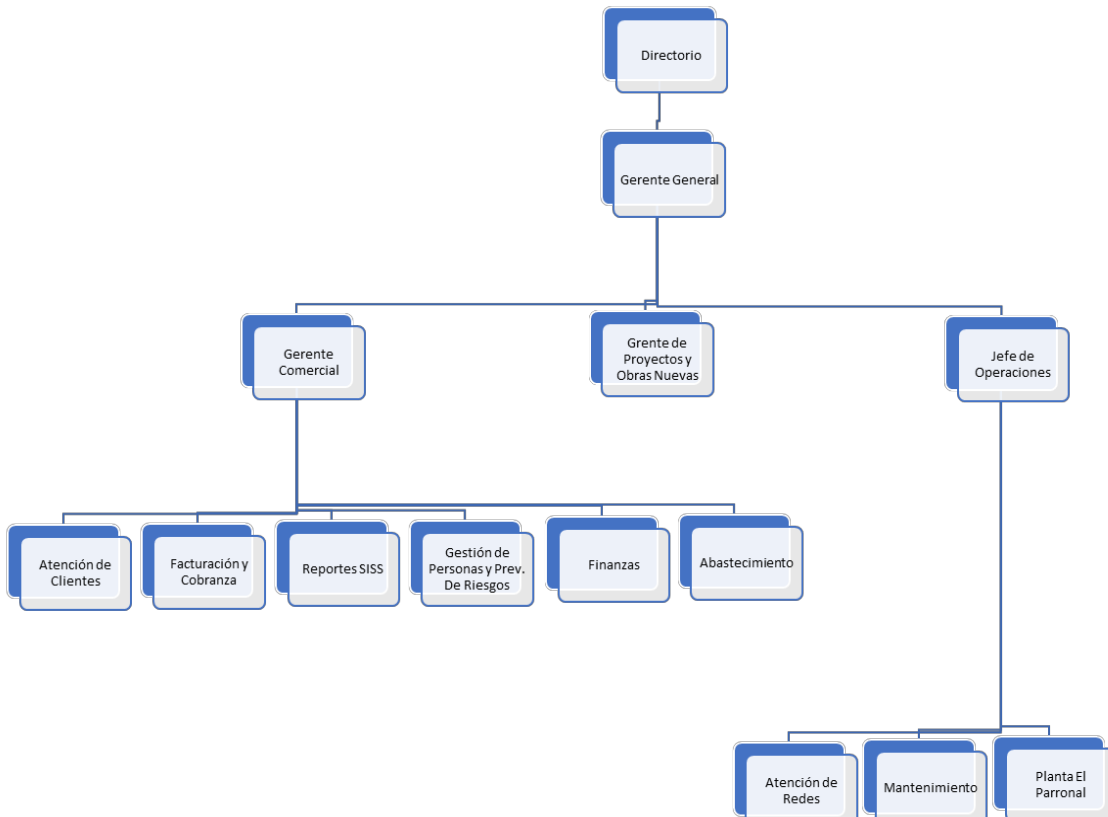 Directorio
Gerente General
Gerente
Comercial
Grente de
Proyectos y
Obras Nuevas
Jefe de
Operaciones
Atención de
Clientes
Facturación y
Cobranza
Reportes SISS
Gestión de
Personas y Prev.
De Riesgos
Finanzas
Abastecimiento
Atención de
Redes
Mantenimiento
Planta El
Parronal